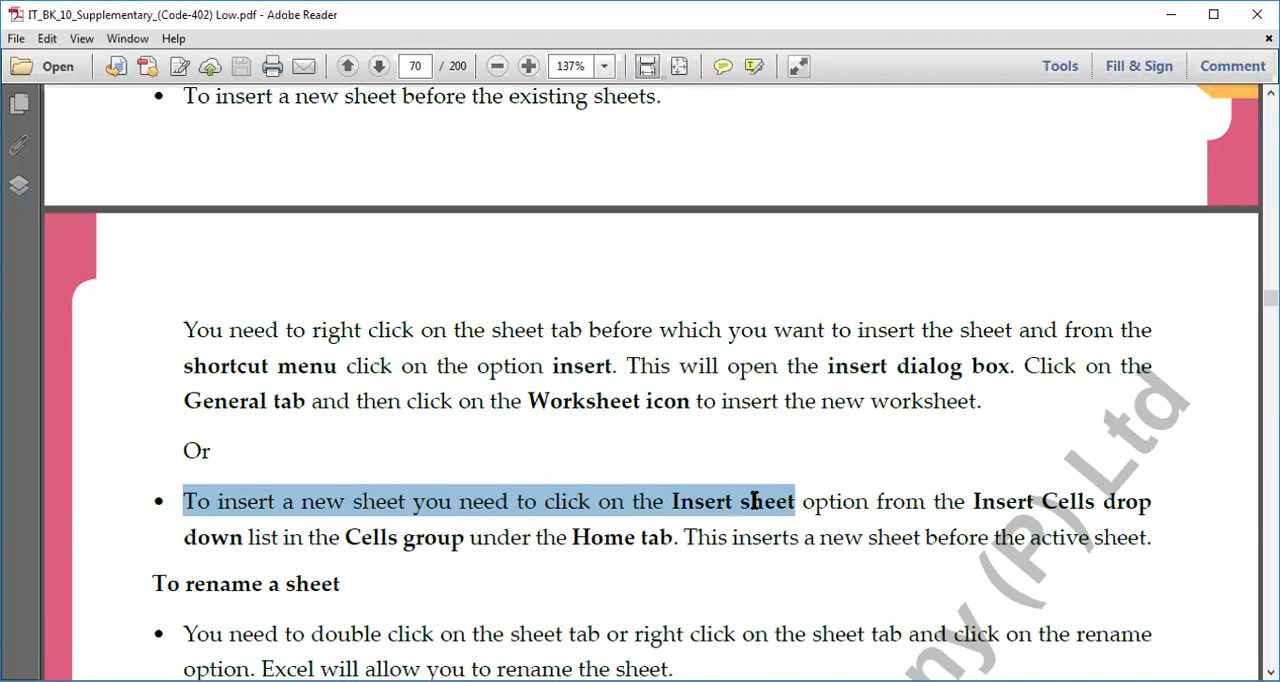 IT_BK_10_Supplementary_(Code-402) Low.pdf - Adobe Reader
File Edit View Window Help
Open 70 / 200 137% Tools Fill & Sign Comment
• To insert a new sheet before the existing sheets.
You need to right click on the sheet tab before which you want to insert the sheet and from the
shortcut menu click on the option insert. This will open the insert dialog box. Click on the
General tab and then click on the Worksheet icon to insert the new worksheet.
Or
• To insert a new sheet you need to click on the Insert sheet option from the Insert Cells drop
down list in the Cells group under the Home tab. This inserts a new sheet before the active sheet.
To rename a sheet
• You need to double click on the sheet tab or right click on the sheet tab and click on the rename
option. Excel will allow you to rename the sheet.
ny (P) Ltd